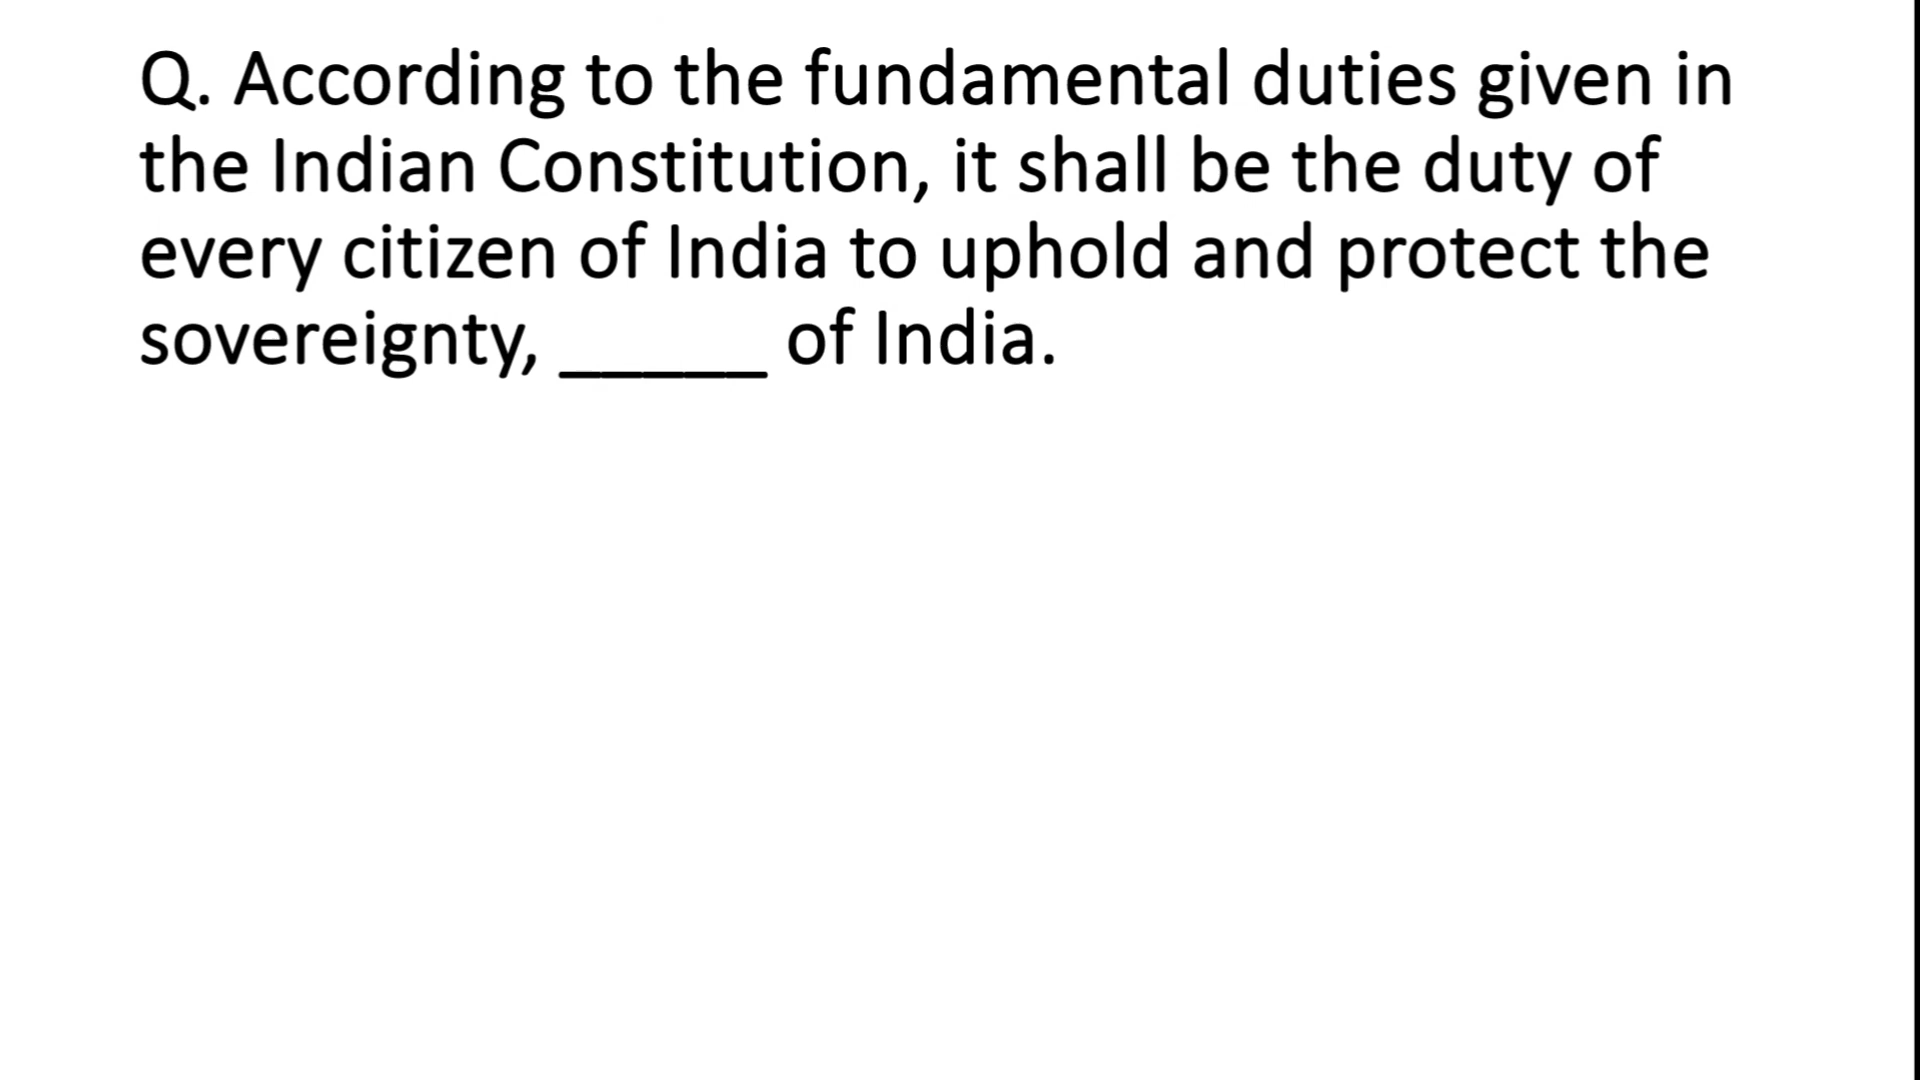 Q. According to the fundamental duties given in
the Indian Constitution, it shall be the duty of
every citizen of India to uphold and protect the
sovereignty, _____ of India.